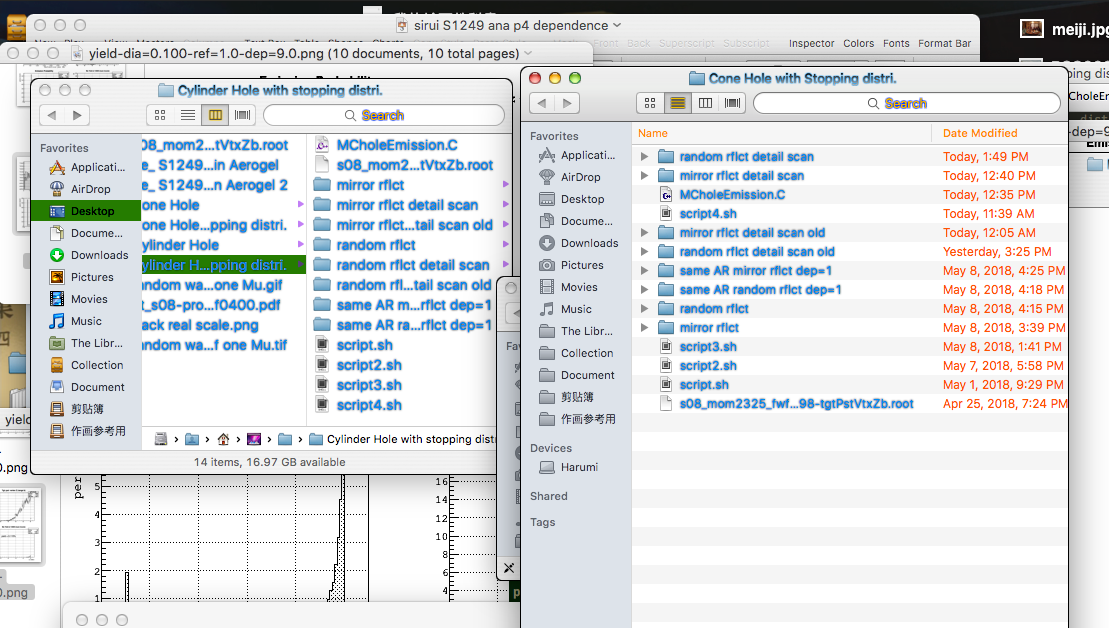 sirui S1249 ana p4 dependence
meiji.jp
Front Back Superscript Subscript Inspector Colors Fonts Format Bar
yield-dia=0.100-ref=1.0-dep=9.0.png (10 documents, 10 total pages)
Cylinder Hole with stopping distri.
Search
Favorites
Applicati...
AirDrop
Desktop
Docume...
Downloads
Pictures
Movies
Music
The Libr...
Collection
Document
剪貼簿
作画参考用
s08_mom2...tVtxZb.root
e_ S1249...in Aerogel
e_ S1249...n Aerogel 2
one Hole
one Hole...pping distri.
ylinder Hole
ylinder H...pping distri.
ndom wa...one Mu.gif
t_s08-pro...f0400.pdf
ack real scale.png
ndom wa...f one Mu.tif
MCholeEmission.C
s08_mom2...tVtxZb.root
mirror rflct
mirror rflct detail scan
mirror rflct...tail scan old
random rflct
random rflct detail scan
random rfl...tail scan old
same AR m...rflct dep=1
same AR ra...rflct dep=1
script.sh
script2.sh
script3.sh
script4.sh
Cylinder Hole with stopping distr
14 items, 16.97 GB available
Cone Hole with Stopping distri.
Search
Favorites
Applicati...
AirDrop
Desktop
Docume...
Downloads
Pictures
Movies
Music
The Libr...
Collection
Document
剪貼簿
作画参考用
Devices
Harumi
Shared
Tags
Name Date Modified
random rflct detail scan Today, 1:49 PM
mirror rflct detail scan Today, 12:40 PM
MCholeEmission.C Today, 12:35 PM
script4.sh Today, 11:39 AM
mirror rflct detail scan old Today, 12:05 AM
random rflct detail scan old Yesterday, 3:25 PM
same AR mirror rflct dep=1 May 8, 2018, 4:25 PM
same AR random rflct dep=1 May 8, 2018, 4:18 PM
random rflct May 8, 2018, 4:15 PM
mirror rflct May 8, 2018, 3:39 PM
script3.sh May 8, 2018, 1:41 PM
script2.sh May 7, 2018, 5:58 PM
script.sh May 1, 2018, 9:29 PM
s08_mom2325_fwf...98-tgtPstVtxZb.root Apr 25, 2018, 7:24 PM
ping dis
CholeEmis
-dep=9
yield
0.png
0.png
per
5
4
3
2
1
16
14
12
10
8
6
4